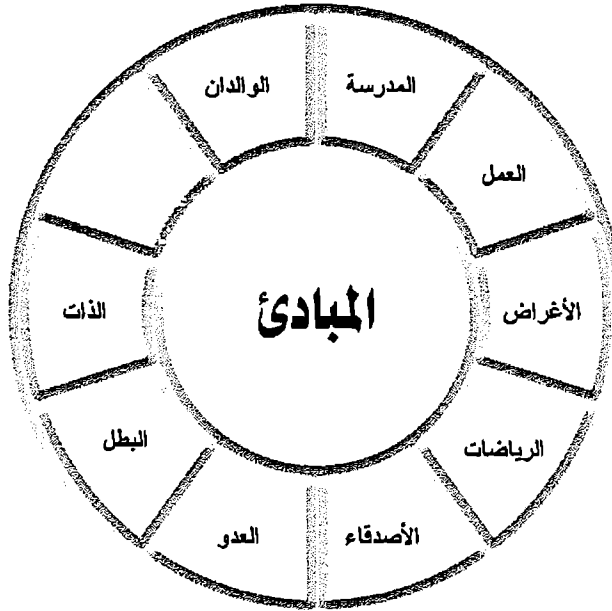 المدرسة
الوالدان
العمل
الأغراض
الذات
المبادئ
الرياضات
البطل
الأصدقاء
العدو